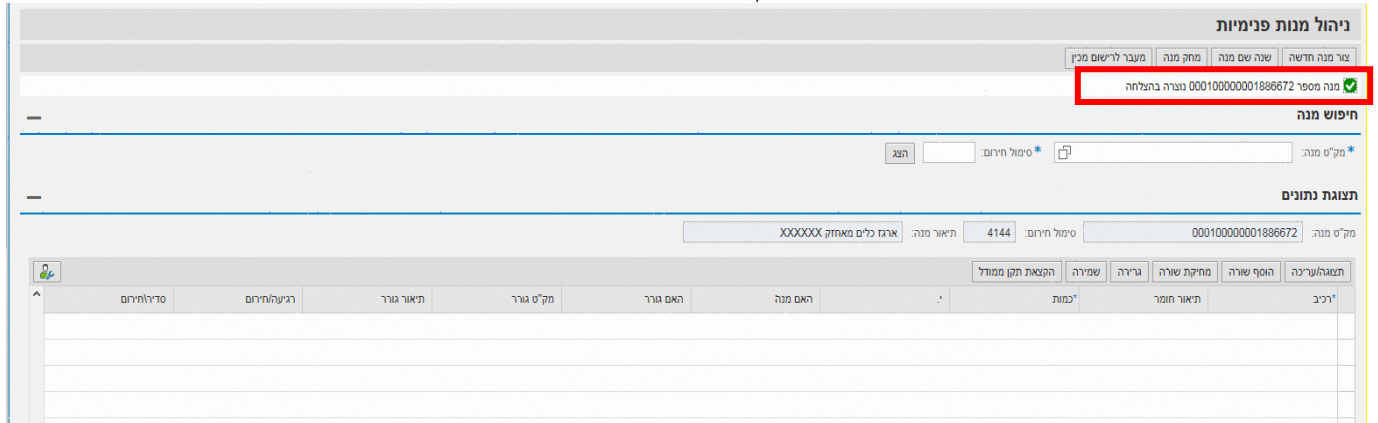 ניהול מנות פנימיות
צור מנה חדשה שנה שם מנה מחק מנה מעבר לרישום מכין
מנה מספר 000100000001886672 נוצרה בהצלחה
חיפוש מנה
* מק"ט מנה: * סימול חירום: הצג
תצוגת נתונים
מק"ט מנה: 000100000001886672 סימול חירום: 4144 תיאור מנה: ארגז כלים מאחזק XXXXXX
תצוגה/עריכה הוסף שורה מחיקת שורה גרירה שמירה הקצאת תקן ממודל
*רכיב תיאור חומר *כמות י. האם מנה האם גורר מק"ט גורר תיאור גורר רגיעה/חירום סדיר\חירום